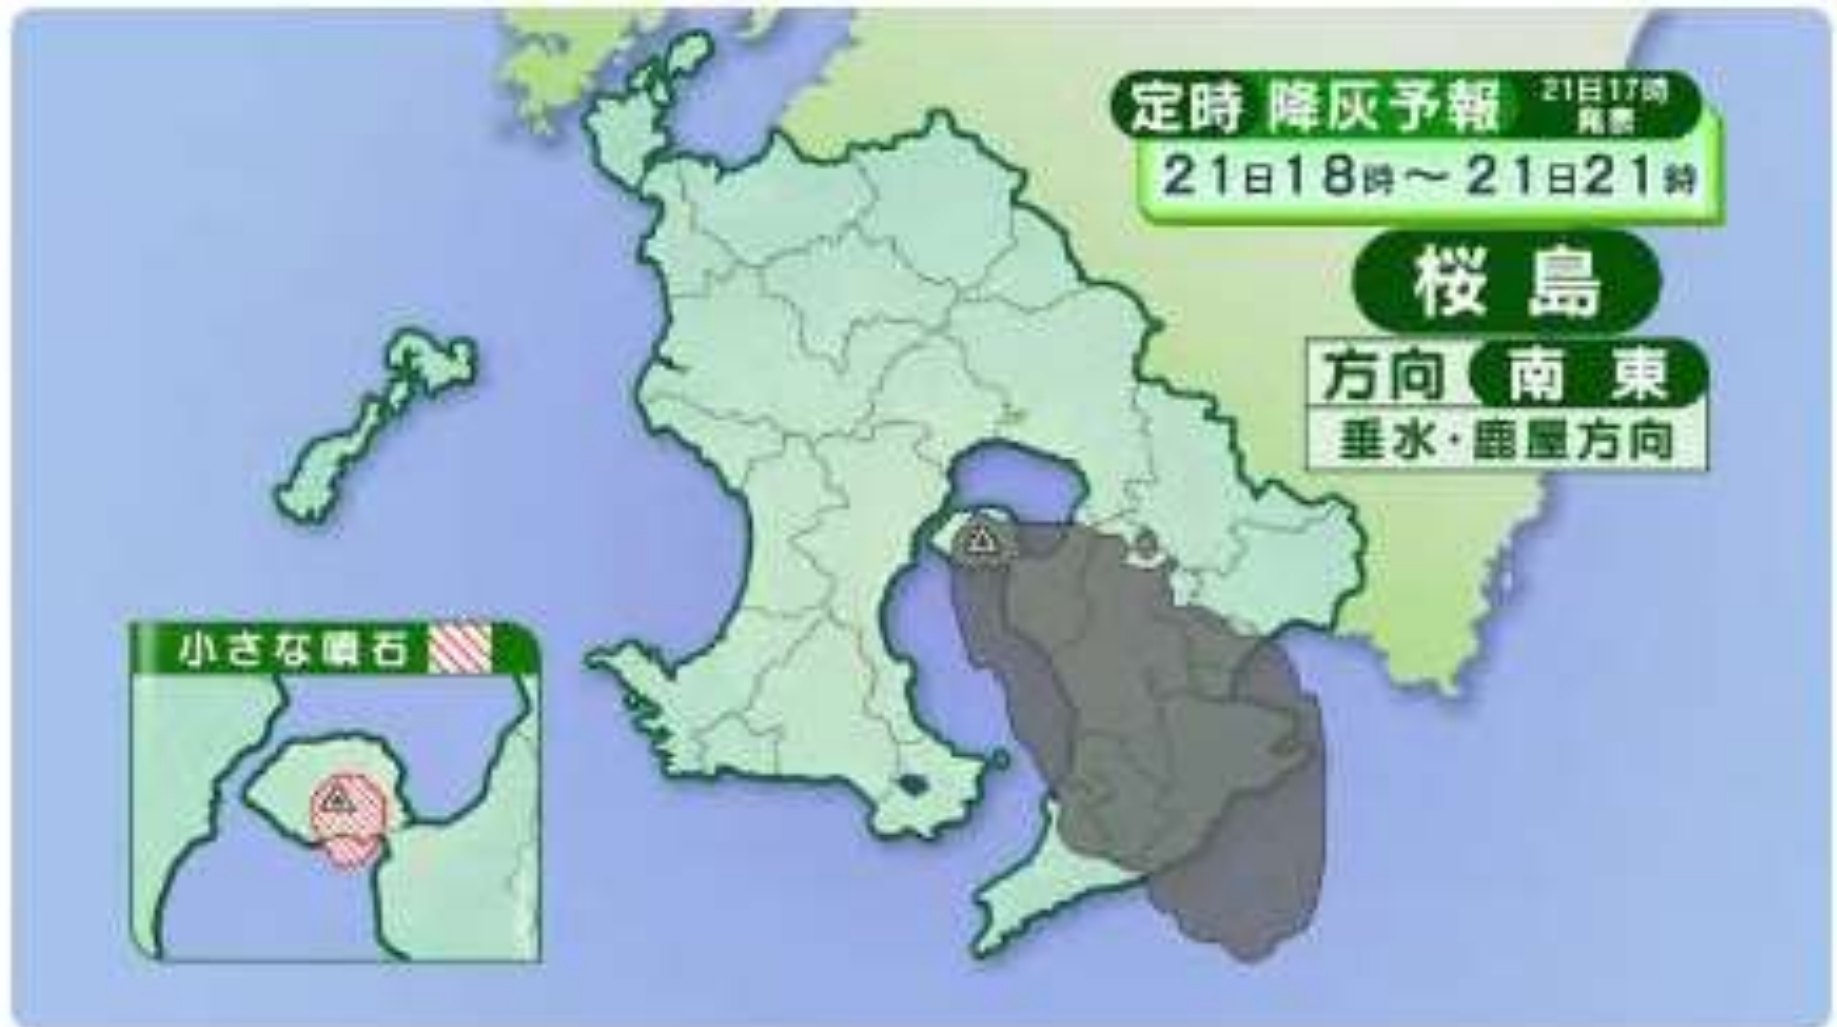 定時 降灰予報 21日17時
発表
21日18時～21日21時
桜島
方向 南東
垂水・鹿屋方向
小さな噴石